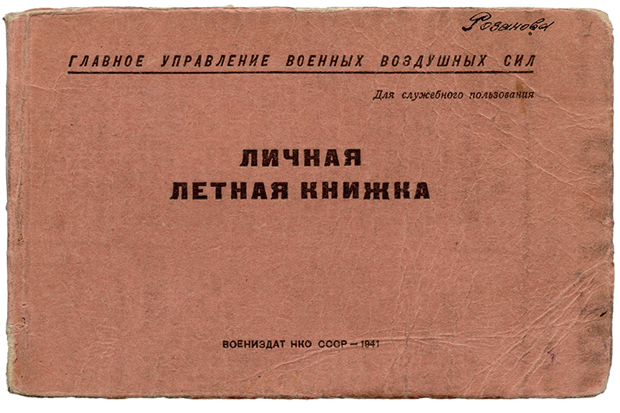 Розанова
ГЛАВНОЕ УПРАВЛЕНИЕ ВОЕННЫХ ВОЗДУШНЫХ СИЛ
Для служебного пользования
ЛИЧНАЯ
ЛЕТНАЯ КНИЖКА
ВОЕНИЗДАТ НКО СССР — 1941